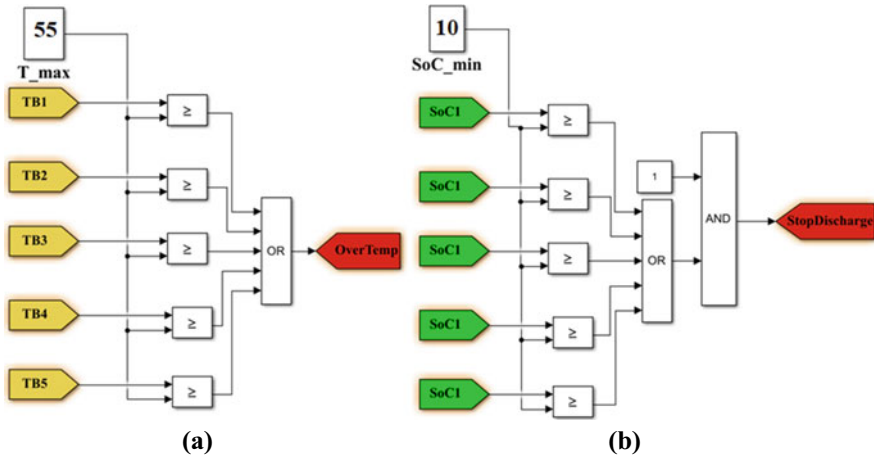 55
T_max
TB1
≥
TB2
≥
TB3
≥
OR
OverTemp
TB4
≥
TB5
≥
(a)
10
SoC_min
SoC1
≥
SoC1
≥
1
AND
StopDischarge
SoC1
≥
OR
SoC1
≥
SoC1
≥
(b)